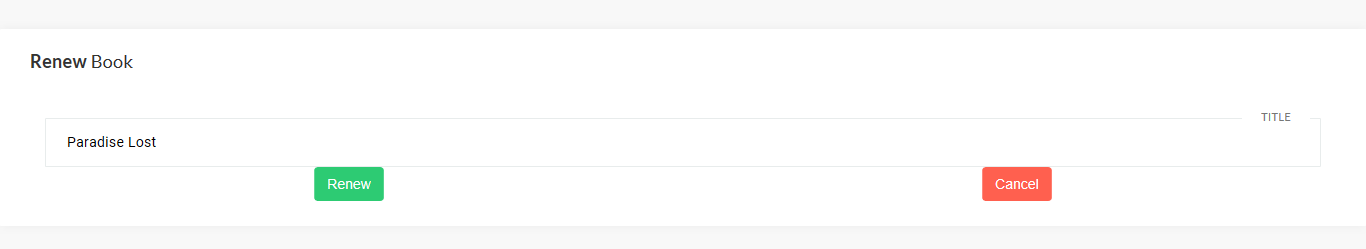 Renew Book
TITLE
Paradise Lost
Renew
Cancel